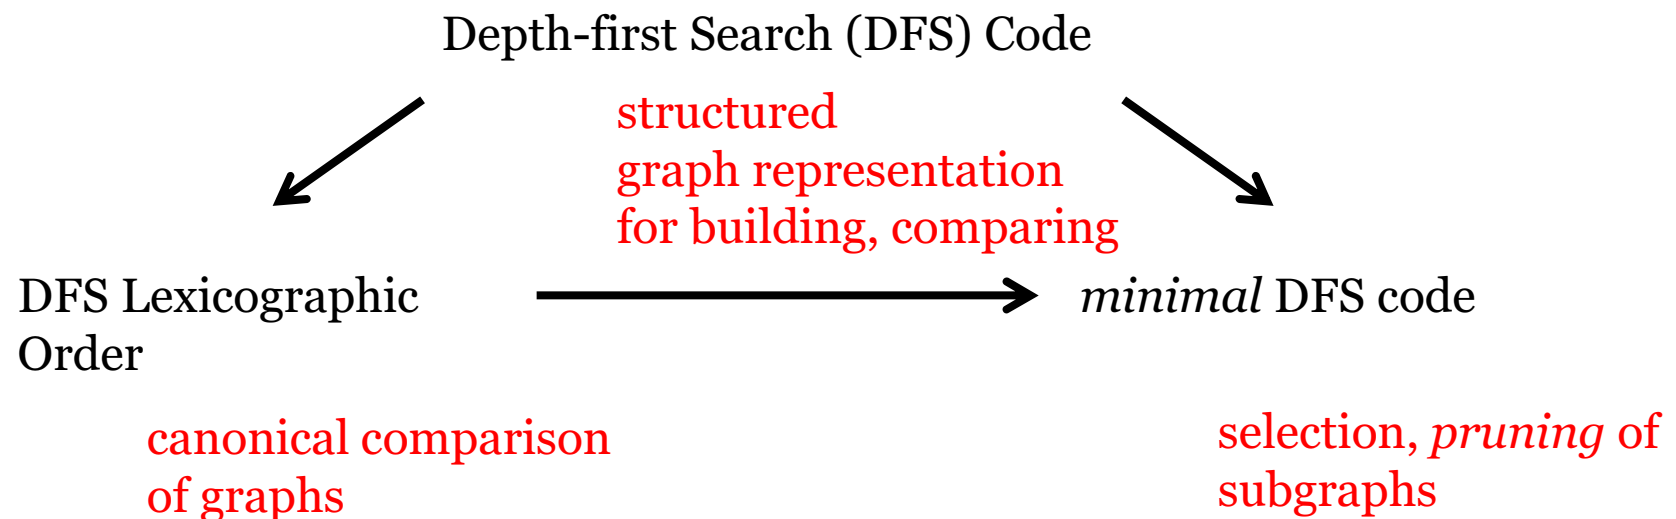 Depth-first Search (DFS) Code
structured
graph representation
for building, comparing
DFS Lexicographic
Order
minimal DFS code
canonical comparison
of graphs
selection, pruning of
subgraphs